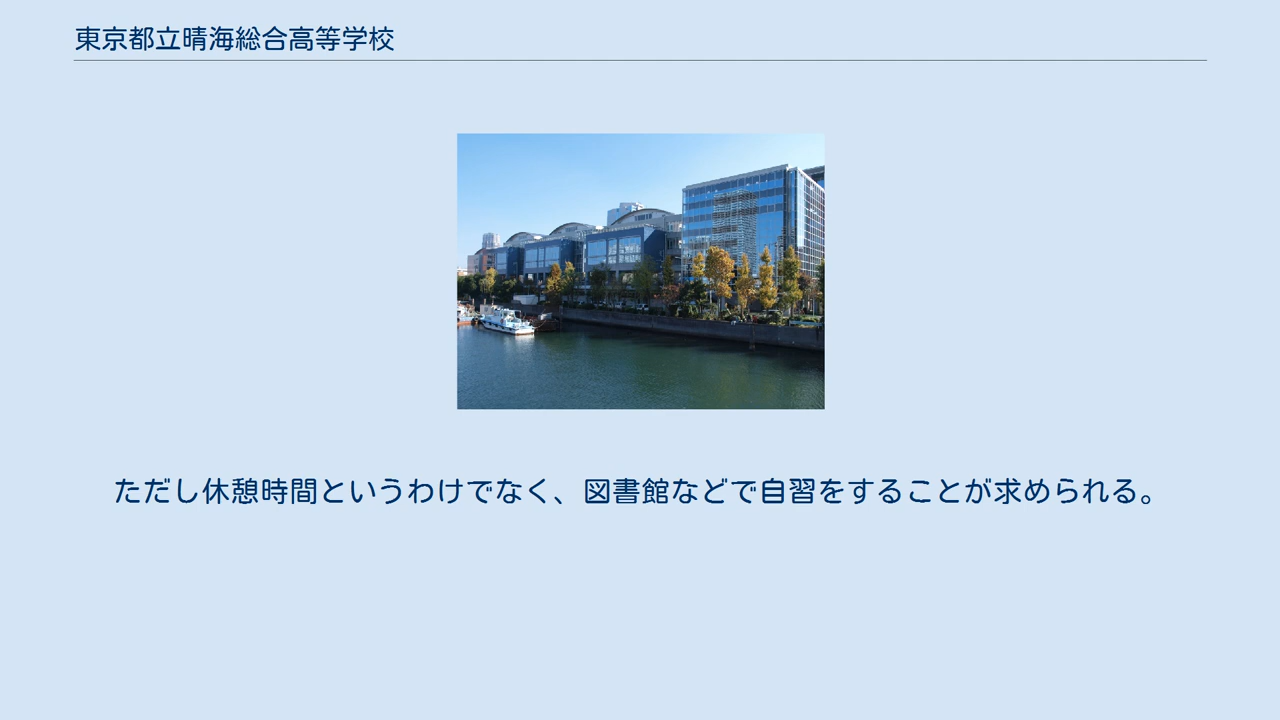 東京都立晴海総合高等学校
ただし休憩時間というわけでなく、図書館などで自習をすることが求められる。